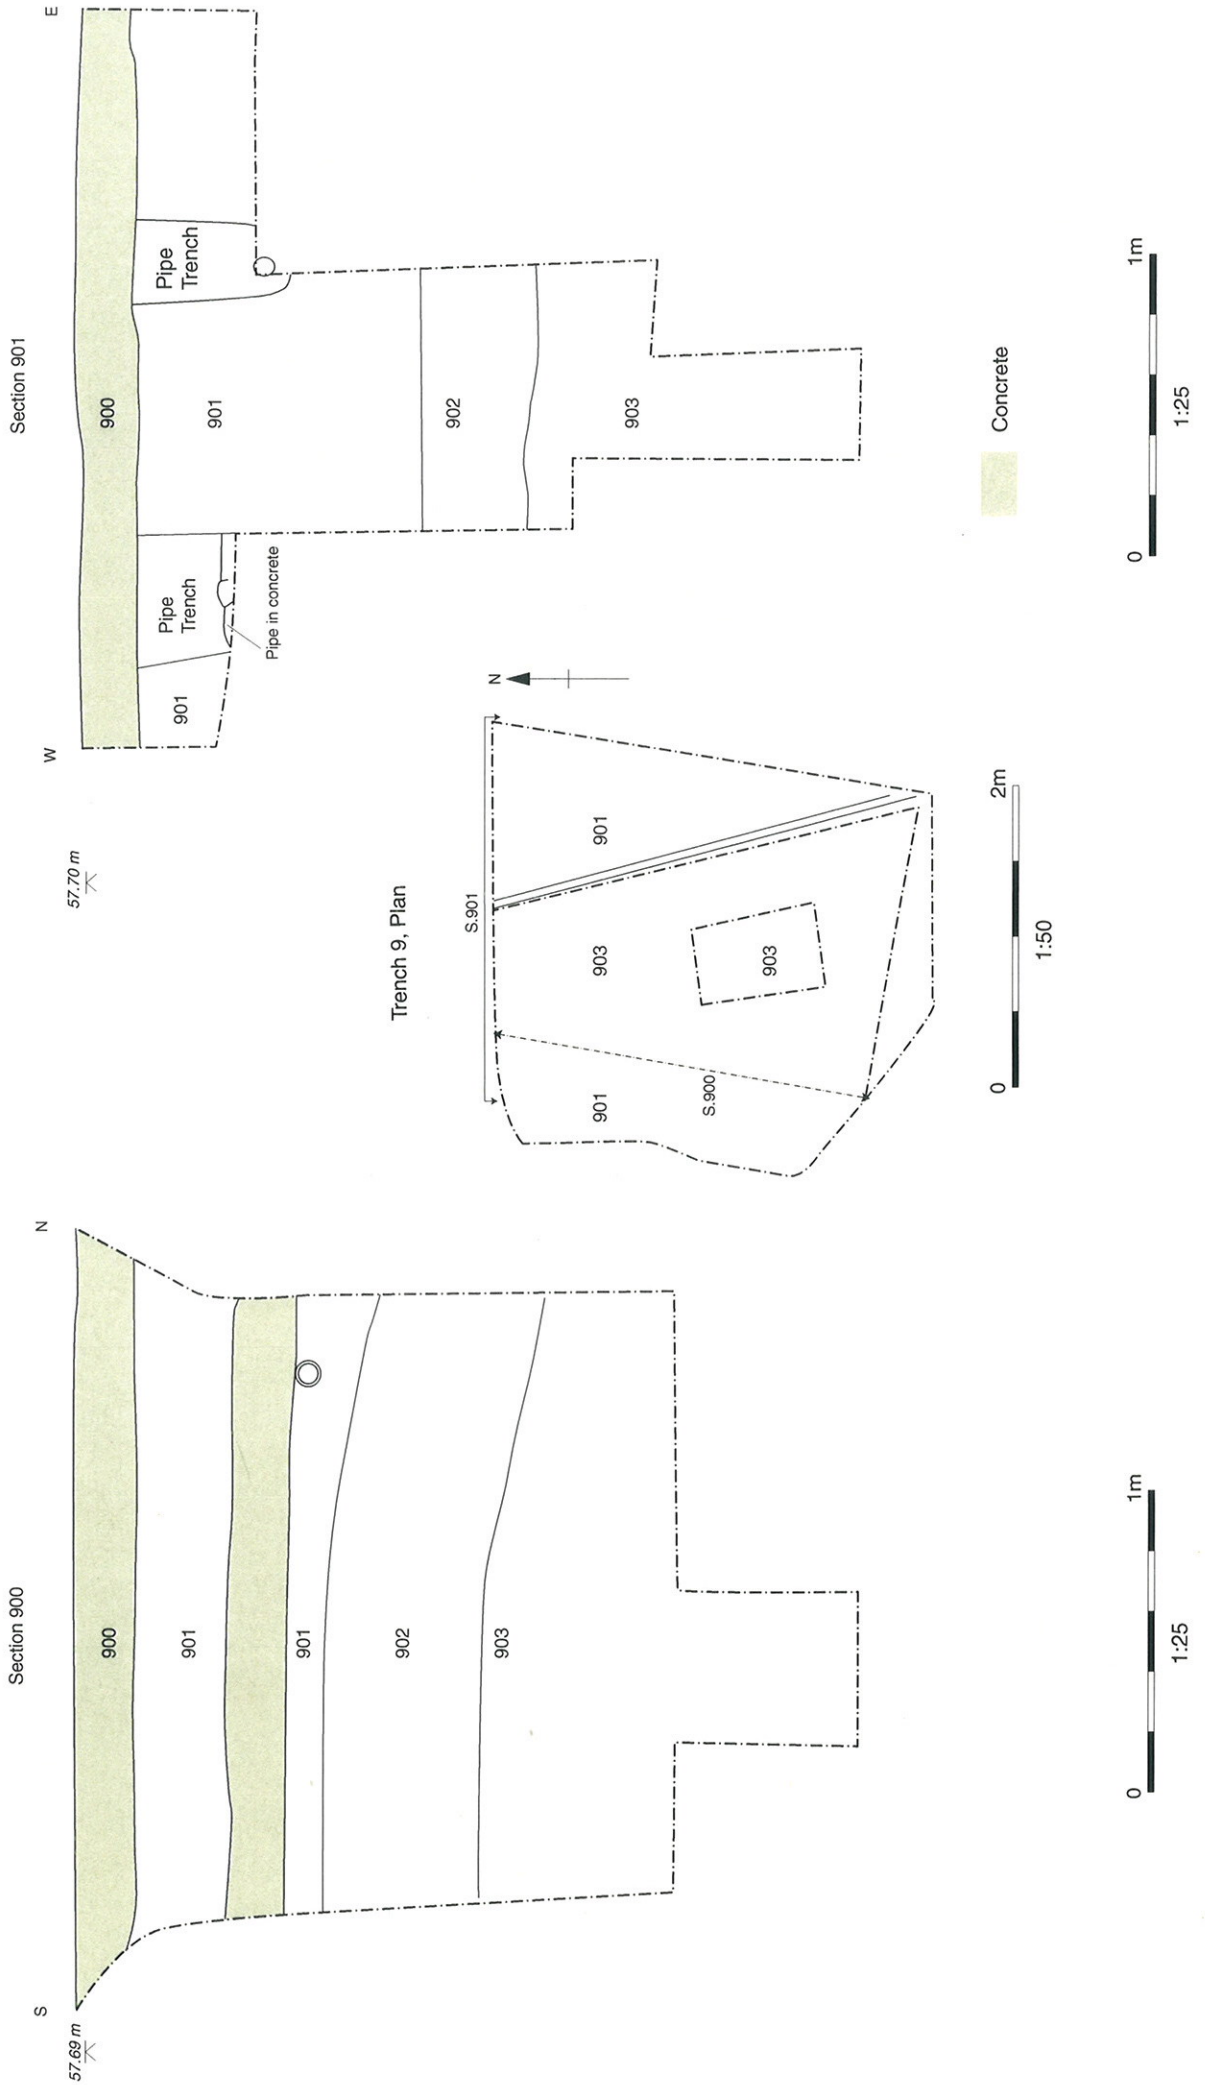 Section 900
S
N
57.69 m
900
901
901
902
903
0
1m
1:25
Trench 9, Plan
S.901
N
901
903
901
S.900
903
0
2m
1:50
Section 901
W
E
57.70 m
900
901
Pipe
Trench
901
Pipe
Trench
Pipe in concrete
902
903
Concrete
0
1m
1:25